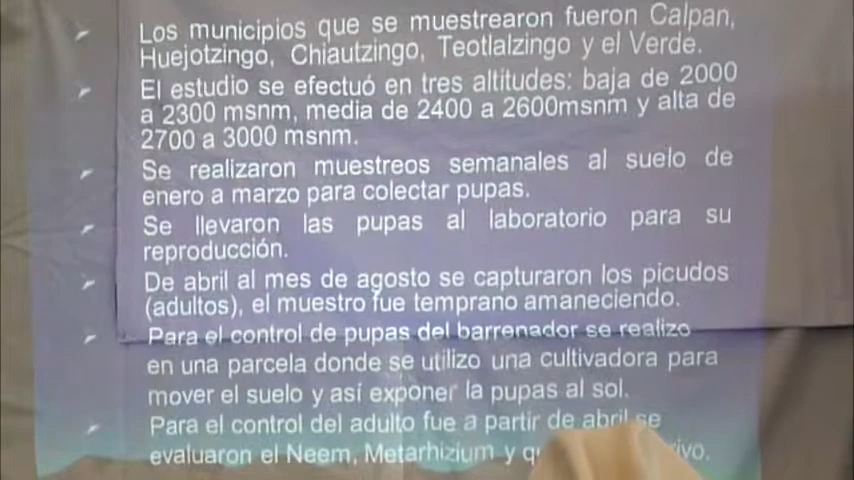 Los municipios que se muestrearon fueron Calpan,
Huejotzingo, Chiautzingo, Teotlalzingo y el Verde.
El estudio se efectuó en tres altitudes: baja de 2000
a 2300 msnm, media de 2400 a 2600msnm y alta de
2700 a 3000 msnm.
Se realizaron muestreos semanales al suelo de
enero a marzo para colectar pupas.
Se llevaron las pupas al laboratorio para su
reproducción.
De abril al mes de agosto se capturaron los picudos
(adultos), el muestro fue temprano amaneciendo.
Para el control de pupas del barrenador se realizo
en una parcela donde se utilizo una cultivadora para
mover el suelo y así exponer la pupas al sol.
Para el control del adulto fue a partir de abril se
evaluaron el Neem, Metarhizium y